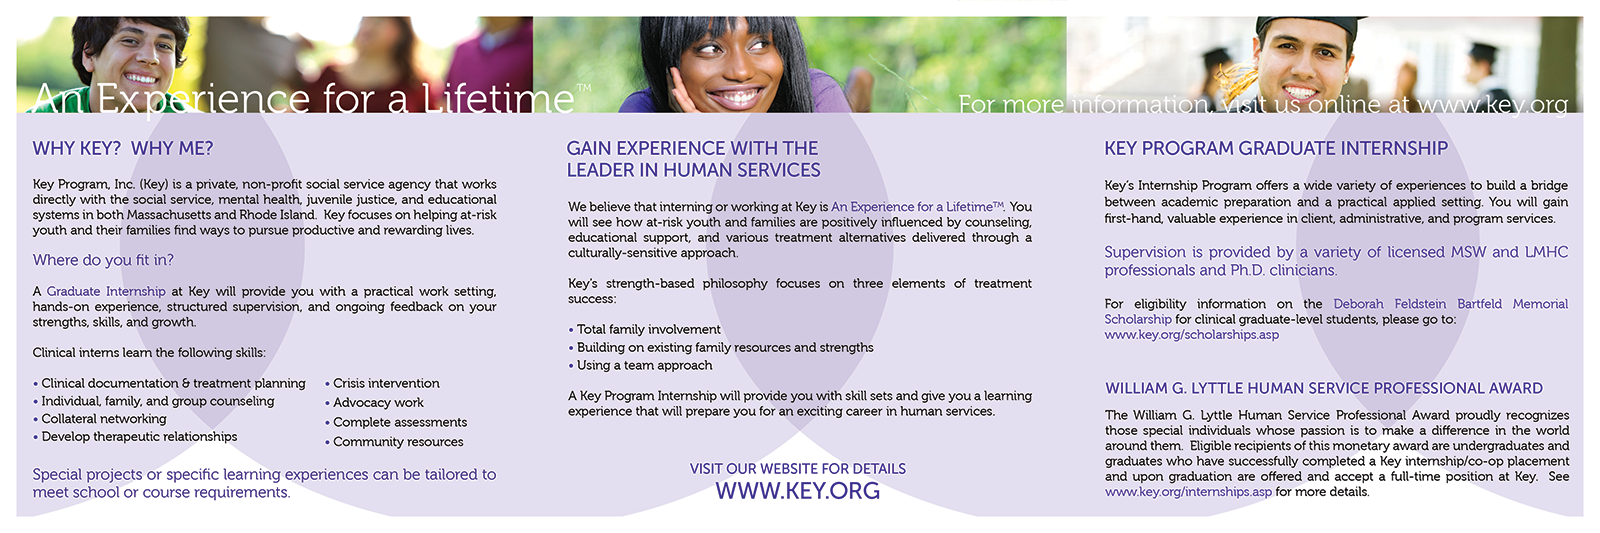 An Experience for a Lifetime™
For more information, visit us online at www.key.org
WHY KEY?  WHY ME?
Key Program, Inc. (Key) is a private, non-profit social service agency that works
directly with the social service, mental health, juvenile justice, and educational
systems in both Massachusetts and Rhode Island.  Key focuses on helping at-risk
youth and their families find ways to pursue productive and rewarding lives.
Where do you fit in?
A Graduate Internship at Key will provide you with a practical work setting,
hands-on experience, structured supervision, and ongoing feedback on your
strengths, skills, and growth.
Clinical interns learn the following skills:
• Clinical documentation & treatment planning
• Individual, family, and group counseling
• Collateral networking
• Develop therapeutic relationships
• Crisis intervention
• Advocacy work
• Complete assessments
• Community resources
Special projects or specific learning experiences can be tailored to
meet school or course requirements.
GAIN EXPERIENCE WITH THE
LEADER IN HUMAN SERVICES
We believe that interning or working at Key is An Experience for a Lifetime™. You
will see how at-risk youth and families are positively influenced by counseling,
educational support, and various treatment alternatives delivered through a
culturally-sensitive approach.
Key's strength-based philosophy focuses on three elements of treatment
success:
• Total family involvement
• Building on existing family resources and strengths
• Using a team approach
A Key Program Internship will provide you with skill sets and give you a learning
experience that will prepare you for an exciting career in human services.
VISIT OUR WEBSITE FOR DETAILS
WWW.KEY.ORG
KEY PROGRAM GRADUATE INTERNSHIP
Key's Internship Program offers a wide variety of experiences to build a bridge
between academic preparation and a practical applied setting. You will gain
first-hand, valuable experience in client, administrative, and program services.
Supervision is provided by a variety of licensed MSW and LMHC
professionals and Ph.D. clinicians.
For eligibility information on the Deborah Feldstein Bartfeld Memorial
Scholarship for clinical graduate-level students, please go to:
www.key.org/scholarships.asp
WILLIAM G. LYTTLE HUMAN SERVICE PROFESSIONAL AWARD
The William G. Lyttle Human Service Professional Award proudly recognizes
those special individuals whose passion is to make a difference in the world
around them.  Eligible recipients of this monetary award are undergraduates and
graduates who have successfully completed a Key internship/co-op placement
and upon graduation are offered and accept a full-time position at Key.  See
www.key.org/internships.asp for more details.